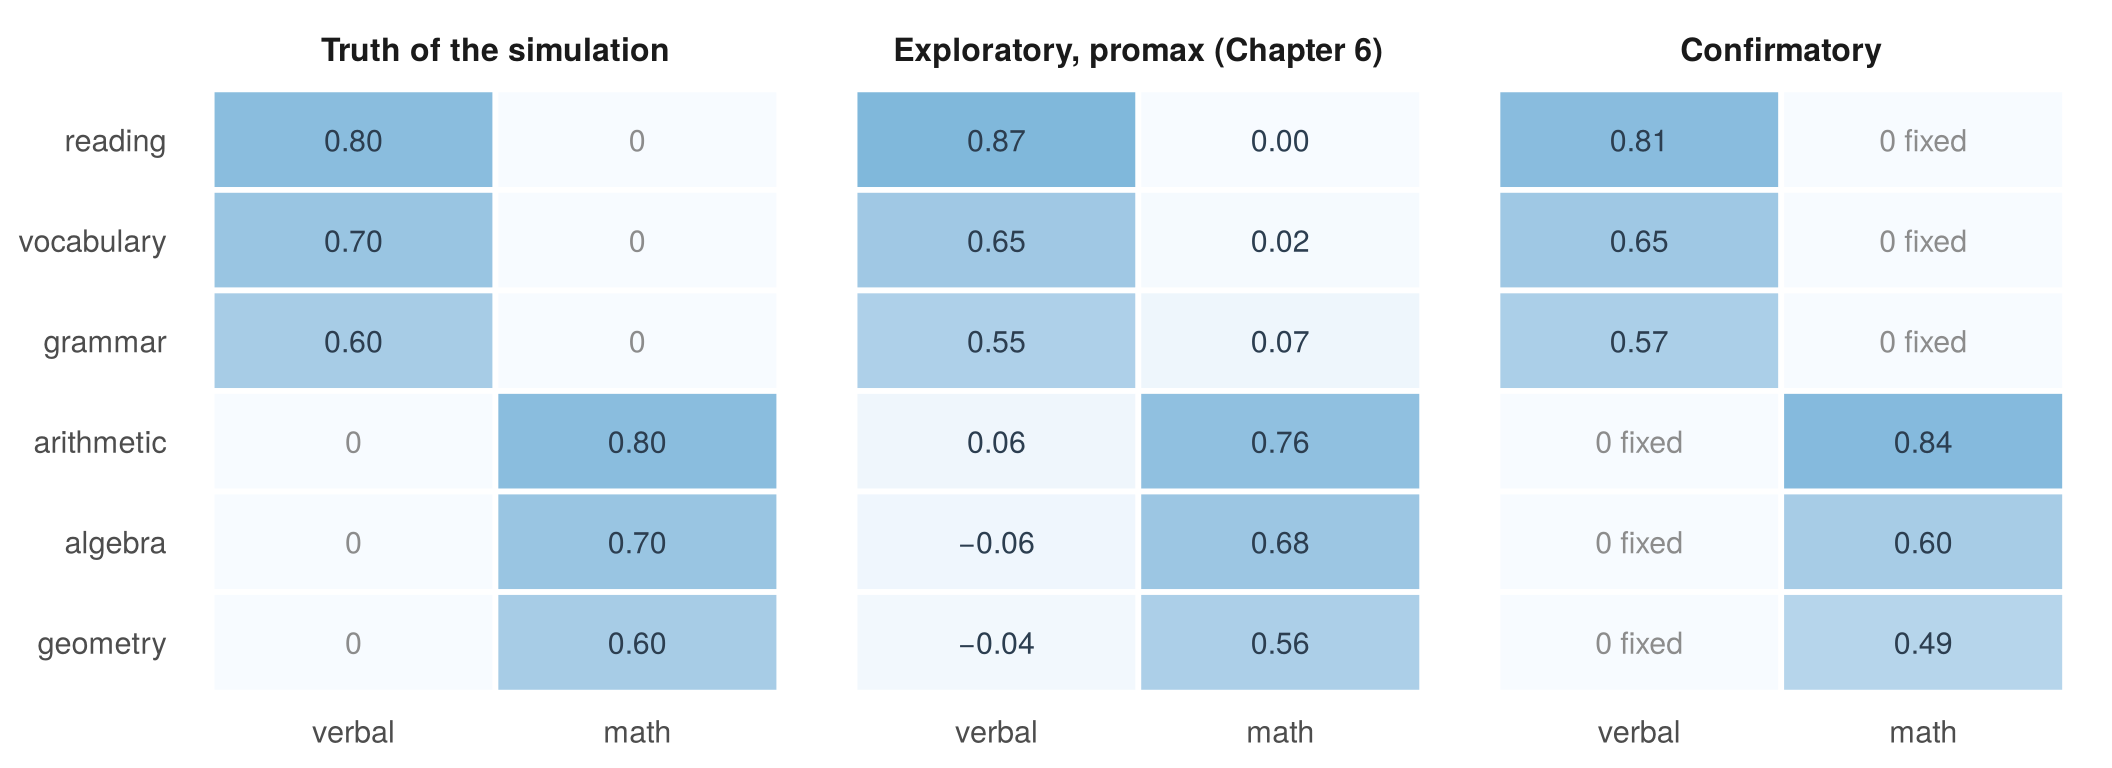 Truth of the simulation Exploratory, promax (Chapter 6) Confirmatory
reading 0.80 0 0.87 0.00 0.81 0 fixed
vocabulary 0.70 0 0.65 0.02 0.65 0 fixed
grammar 0.60 0 0.55 0.07 0.57 0 fixed
arithmetic 0 0.80 0.06 0.76 0 fixed 0.84
algebra 0 0.70 −0.06 0.68 0 fixed 0.60
geometry 0 0.60 −0.04 0.56 0 fixed 0.49
verbal math verbal math verbal math